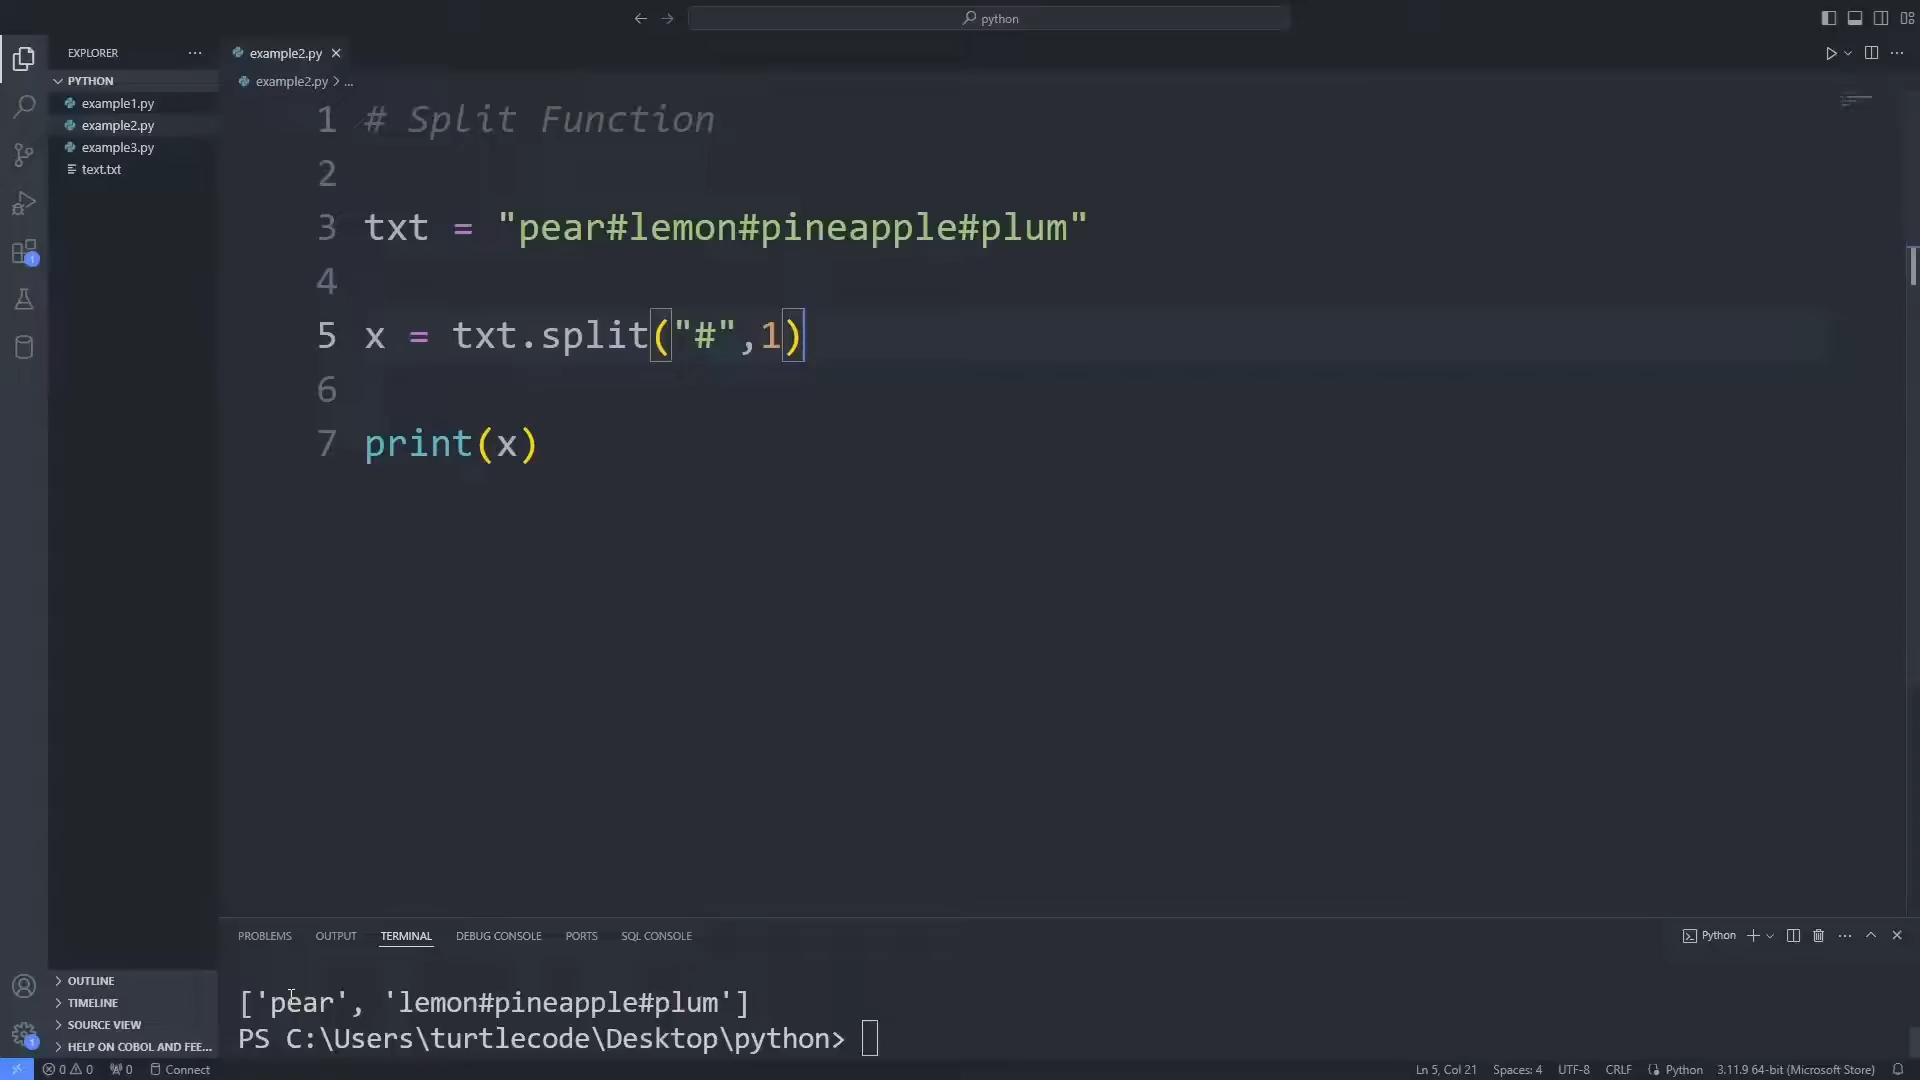 python
EXPLORER ...
example2.py
PYTHON
example2.py > ...
example1.py
example2.py
example3.py
text.txt
1 # Split Function
2
3 txt = "pear#lemon#pineapple#plum"
4
5 x = txt.split("#",1)
6
7 print(x)
PROBLEMS OUTPUT TERMINAL DEBUG CONSOLE PORTS SQL CONSOLE
Python
['pear', 'lemon#pineapple#plum']
PS C:\Users\turtlecode\Desktop\python>
OUTLINE
TIMELINE
SOURCE VIEW
HELP ON COBOL AND FEE...
1
1
0 0 0 Connect
Ln 5, Col 21 Spaces: 4 UTF-8 CRLF Python 3.11.9 64-bit (Microsoft Store)